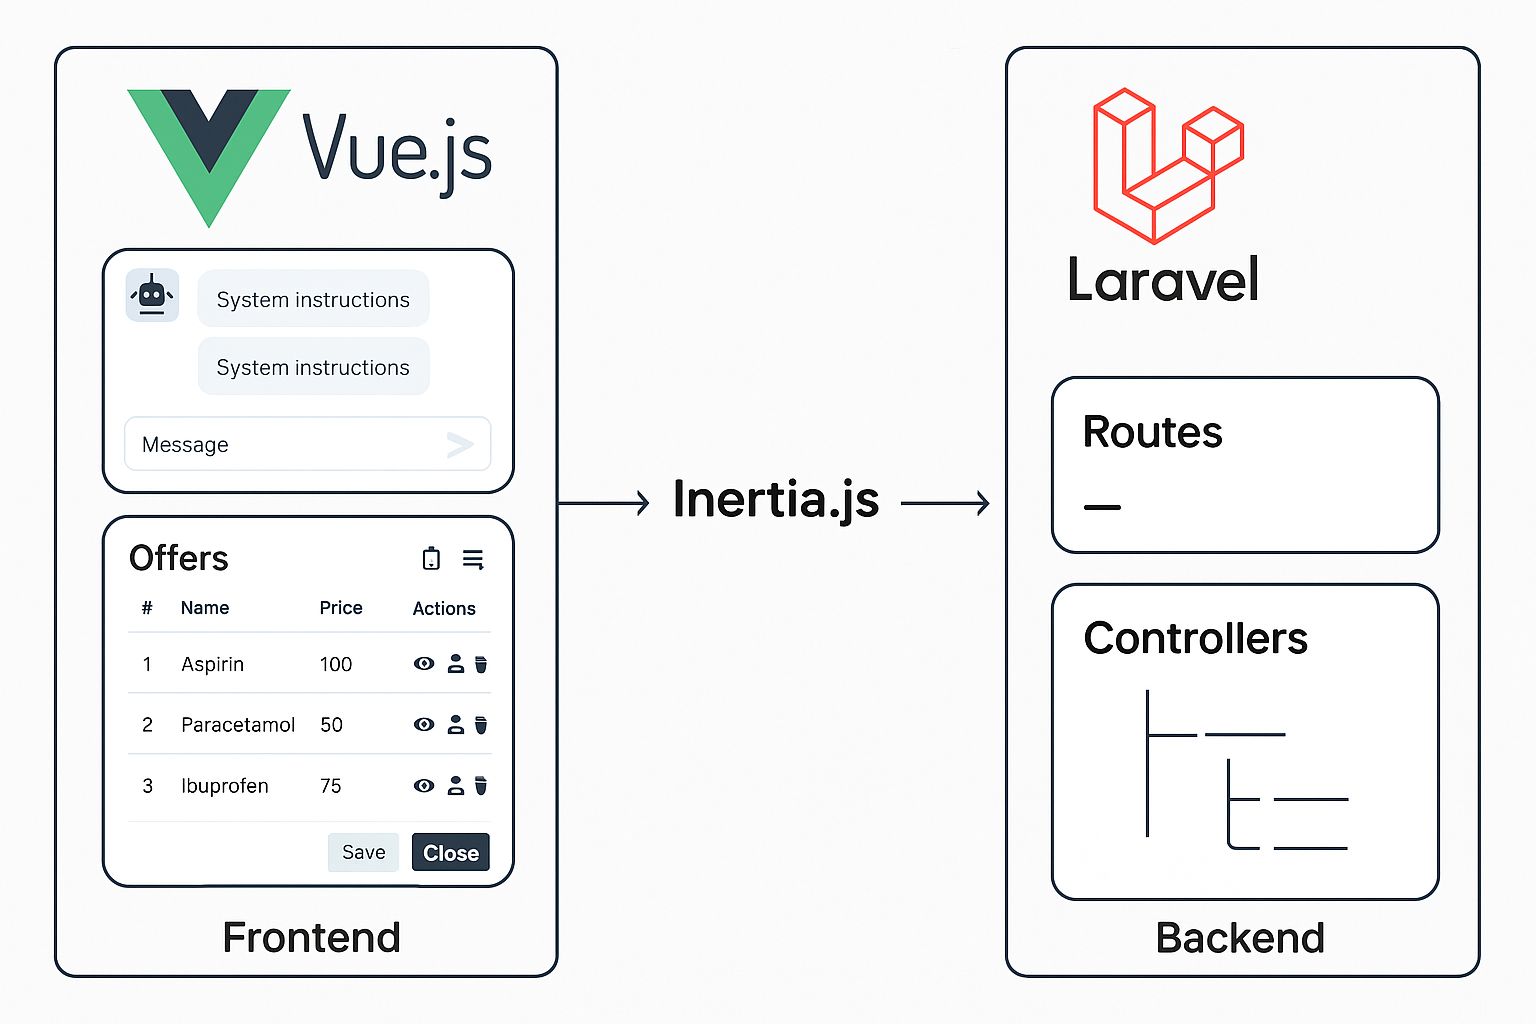 Vue.js
System instructions
System instructions
Message
Offers
# Name Price Actions
1 Aspirin 100
2 Paracetamol 50
3 Ibuprofen 75
Save Close
Frontend
Inertia.js
Laravel
Routes
Controllers
Backend